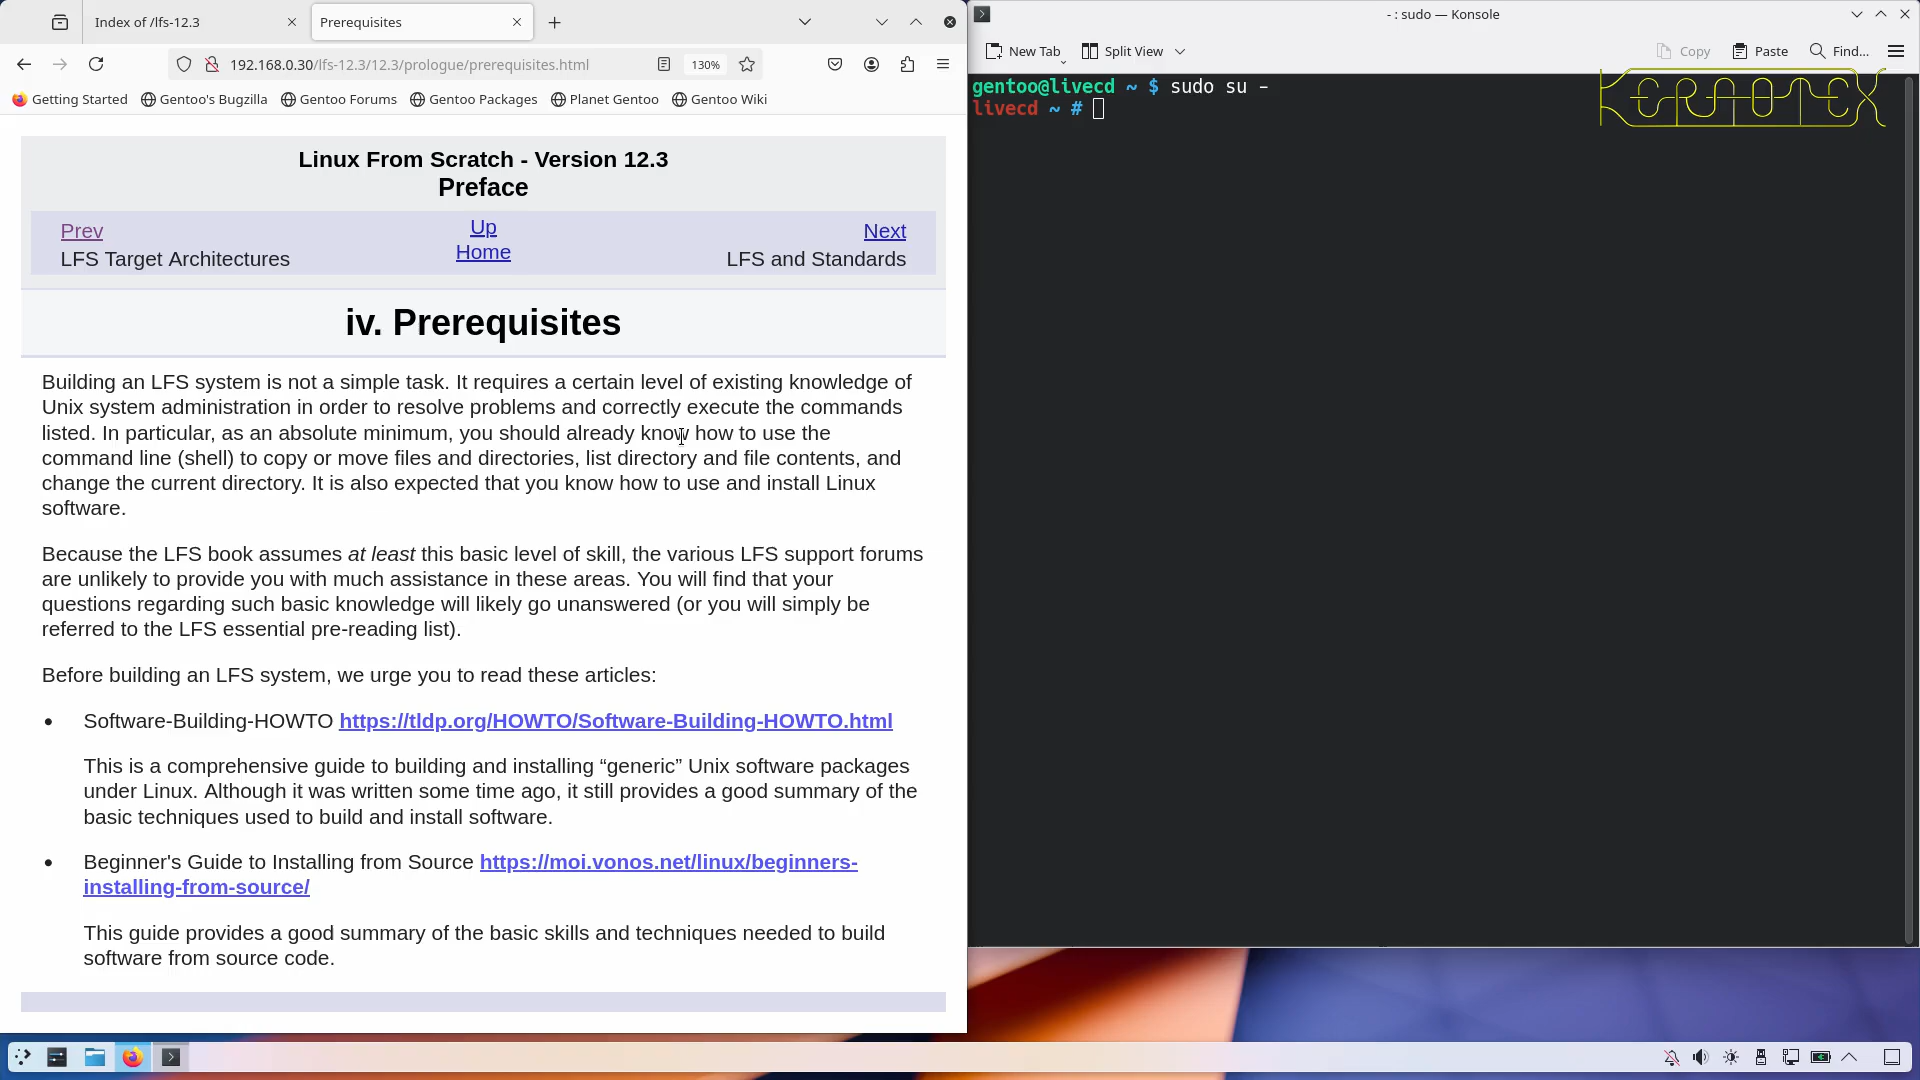 Index of /lfs-12.3
Prerequisites
192.168.0.30/lfs-12.3/12.3/prologue/prerequisites.html
130%
Getting Started
Gentoo's Bugzilla
Gentoo Forums
Gentoo Packages
Planet Gentoo
Gentoo Wiki
Linux From Scratch - Version 12.3
Preface
Prev
Up
Next
LFS Target Architectures
Home
LFS and Standards
iv. Prerequisites
Building an LFS system is not a simple task. It requires a certain level of existing knowledge of
Unix system administration in order to resolve problems and correctly execute the commands
listed. In particular, as an absolute minimum, you should already know how to use the
command line (shell) to copy or move files and directories, list directory and file contents, and
change the current directory. It is also expected that you know how to use and install Linux
software.
Because the LFS book assumes at least this basic level of skill, the various LFS support forums
are unlikely to provide you with much assistance in these areas. You will find that your
questions regarding such basic knowledge will likely go unanswered (or you will simply be
referred to the LFS essential pre-reading list).
Before building an LFS system, we urge you to read these articles:
• Software-Building-HOWTO https://tldp.org/HOWTO/Software-Building-HOWTO.html
This is a comprehensive guide to building and installing “generic” Unix software packages
under Linux. Although it was written some time ago, it still provides a good summary of the
basic techniques used to build and install software.
• Beginner's Guide to Installing from Source https://moi.vonos.net/linux/beginners-
installing-from-source/
This guide provides a good summary of the basic skills and techniques needed to build
software from source code.
- : sudo — Konsole
New Tab
Split View
Copy
Paste
Find...
gentoo@livecd ~ $ sudo su -
livecd ~ #
KERAOTEX